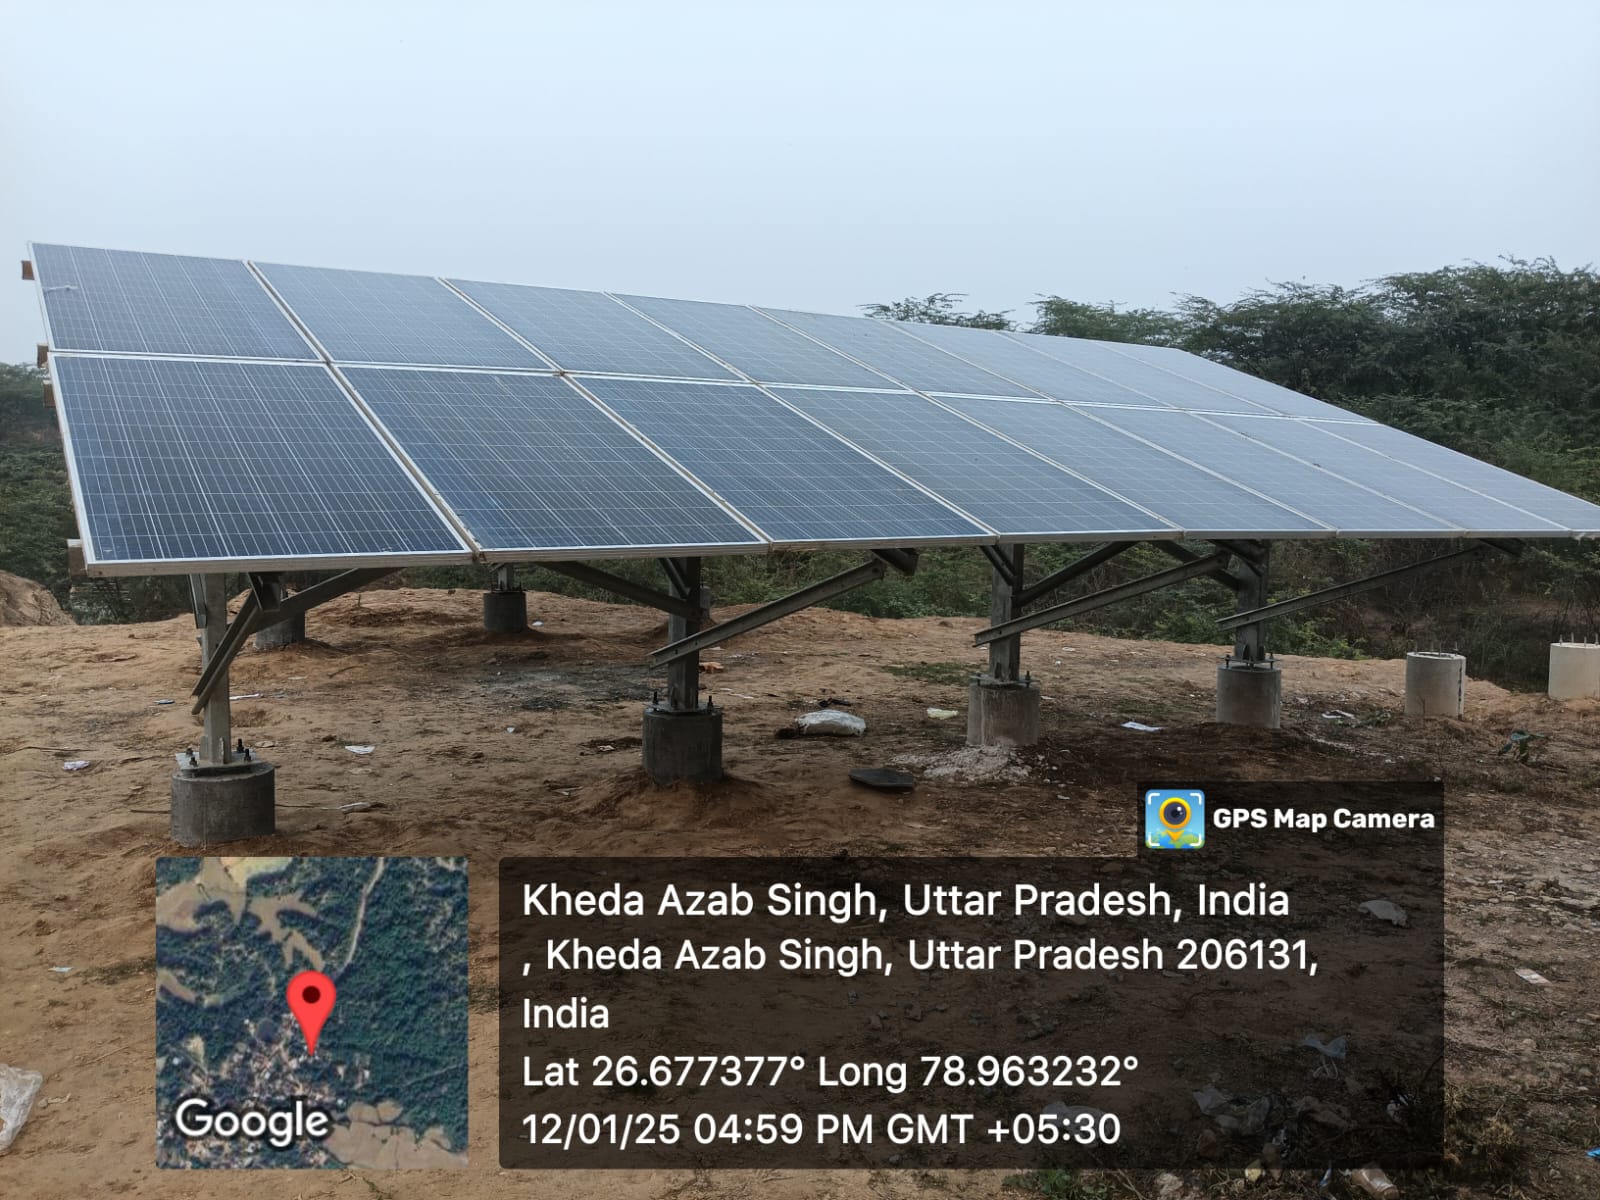 GPS Map Camera
Kheda Azab Singh, Uttar Pradesh, India
, Kheda Azab Singh, Uttar Pradesh 206131,
India
Lat 26.677377° Long 78.963232°
12/01/25 04:59 PM GMT +05:30
Google